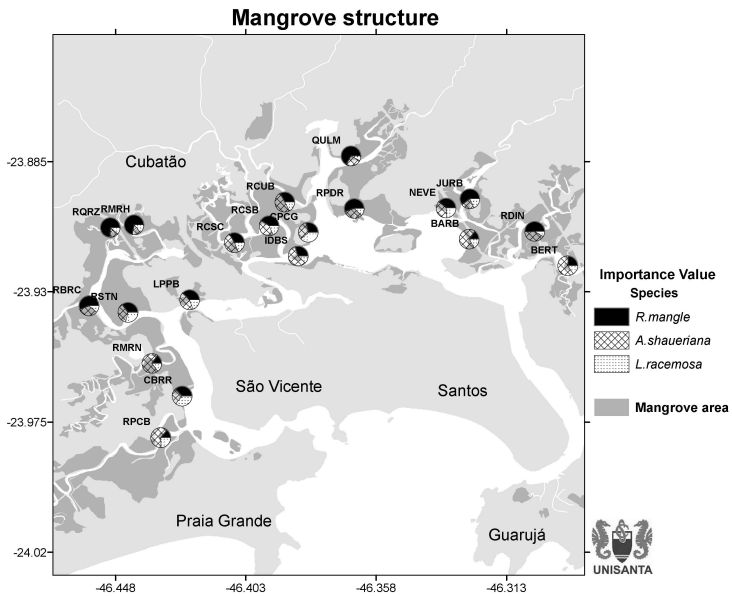 Mangrove structure
QULM
Cubatão
-23.885
RCUB
JURB
RPDR
NEVE
RQRZ
RMRH
RCSB
CPCG
RDIN
RCSC
BARB
IDBS
BERT
-23.93
RBRC
RSTN
LPPB
RMRN
CBRR
São Vicente
Santos
-23.975
RPCB
Praia Grande
Guarujá
-24.02
-46.448
-46.403
-46.358
-46.313
Importance Value
Species
R.mangle
A.shaueriana
L.racemosa
Mangrove area
UNISANTA